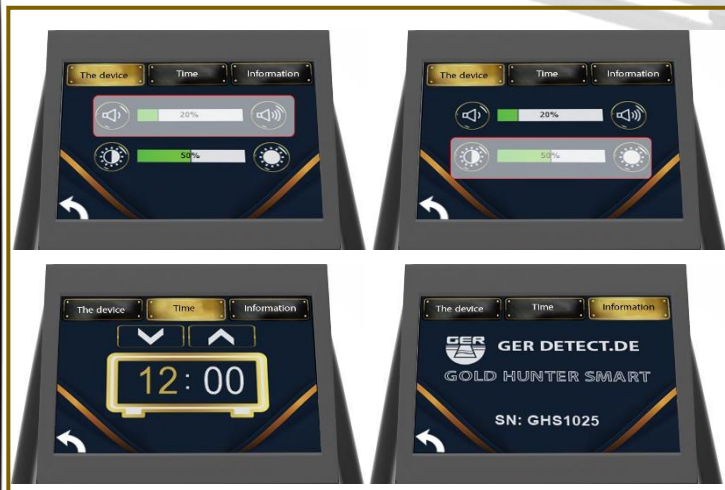 The device
Time
Information
20%
50%
The device
Time
Information
20%
50%
The device
Time
Information
12:00
The device
Time
Information
GER
GER DETECT.DE
GOLD HUNTER SMART
SN: GHS1025